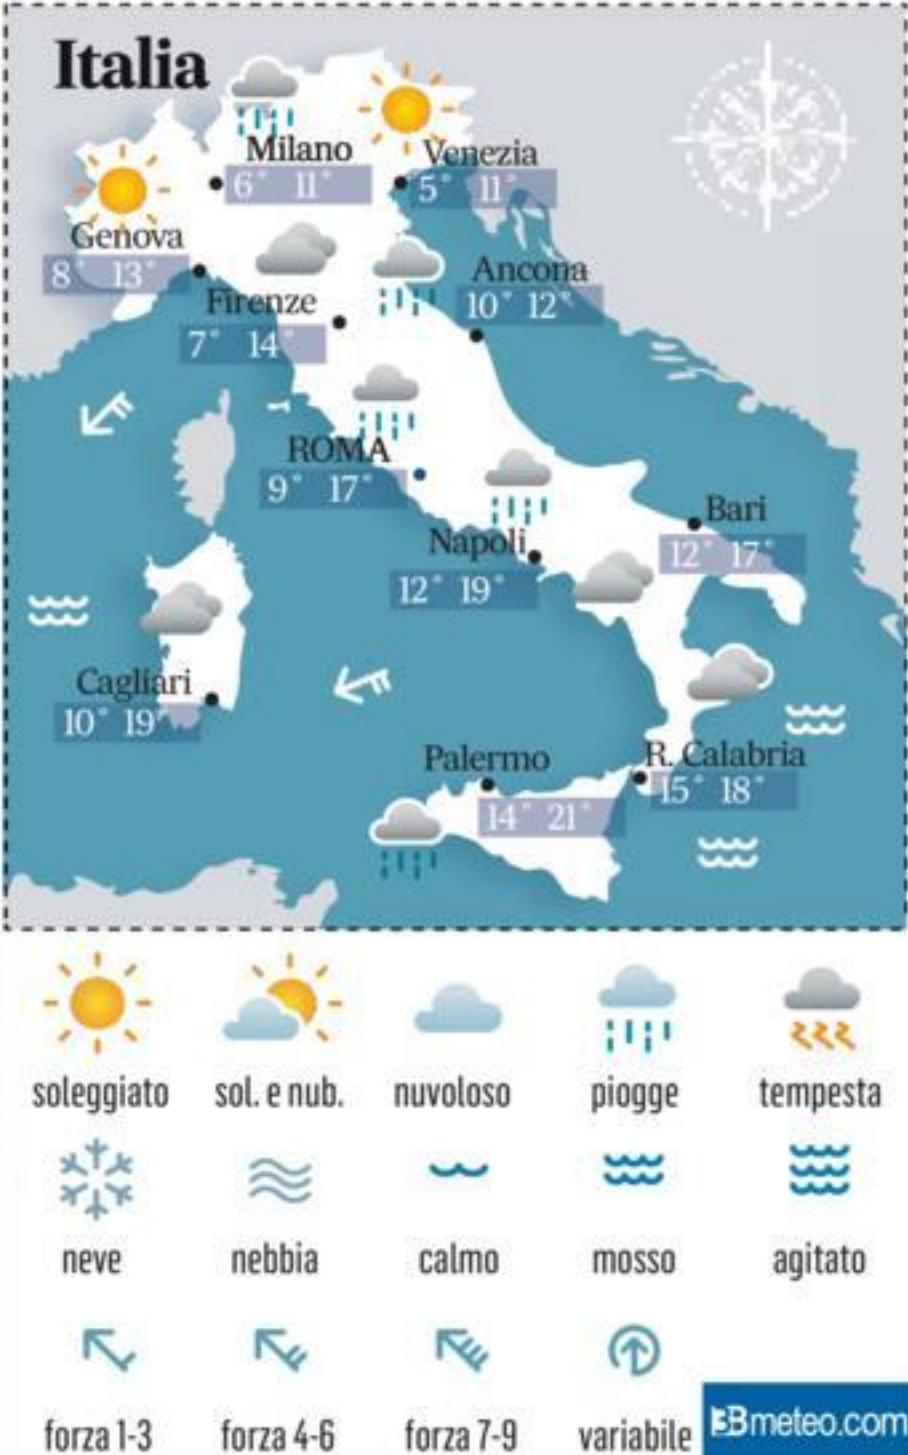 Italia
Milano
6° 11°
Venezia
5° 11°
Genova
8° 13°
Ancona
10° 12°
Firenze
7° 14°
ROMA
9° 17°
Bari
12° 17°
Napoli
12° 19°
Cagliari
10° 19°
Palermo
14° 21°
R. Calabria
15° 18°
soleggiato sol. e nub. nuvoloso piogge tempesta
neve nebbia calmo mosso agitato
forza 1-3 forza 4-6 forza 7-9 variabile
3Bmeteo.com